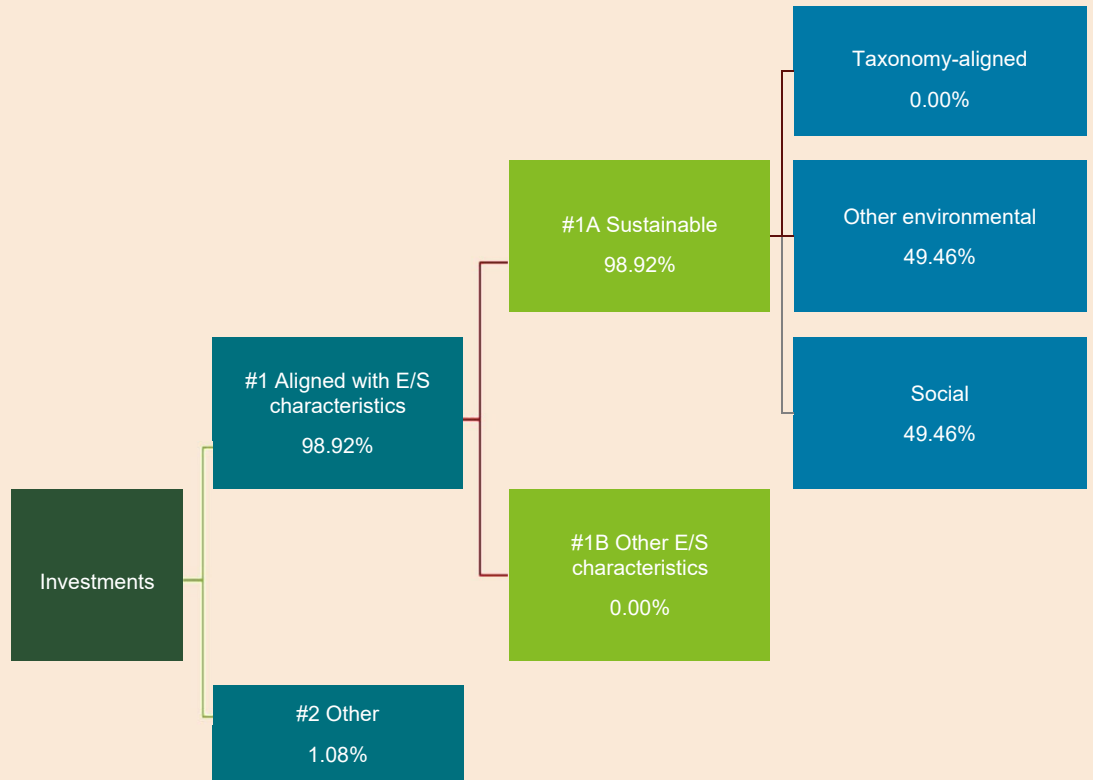 Investments
#1 Aligned with E/S
characteristics
98.92%
#2 Other
1.08%
#1A Sustainable
98.92%
#1B Other E/S
characteristics
0.00%
Taxonomy-aligned
0.00%
Other environmental
49.46%
Social
49.46%